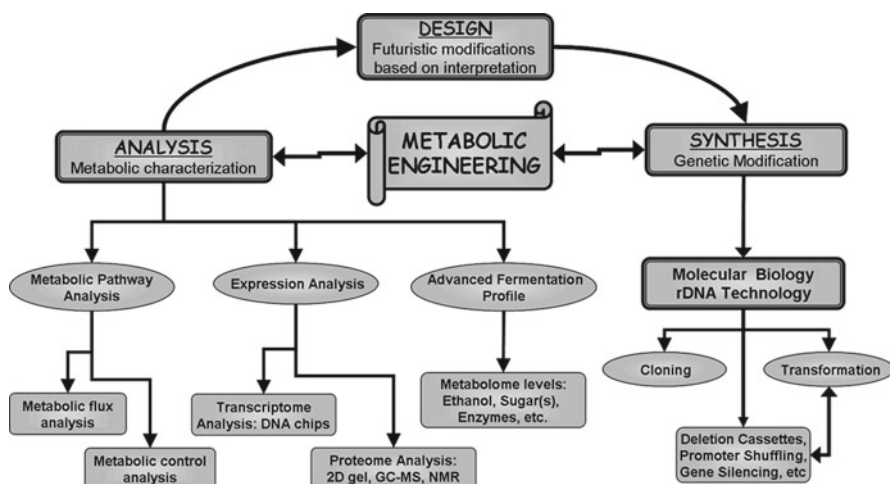 DESIGN
Futuristic modifications
based on interpretation
ANALYSIS
Metabolic characterization
METABOLIC
ENGINEERING
SYNTHESIS
Genetic Modification
Metabolic Pathway
Analysis
Expression Analysis
Advanced Fermentation
Profile
Molecular Biology
rDNA Technology
Cloning
Transformation
Metabolic flux
analysis
Metabolic control
analysis
Transcriptome
Analysis: DNA chips
Proteome Analysis:
2D gel, GC-MS, NMR
Metabolome levels:
Ethanol, Sugar(s),
Enzymes, etc.
Deletion Cassettes,
Promoter Shuffling,
Gene Silencing, etc